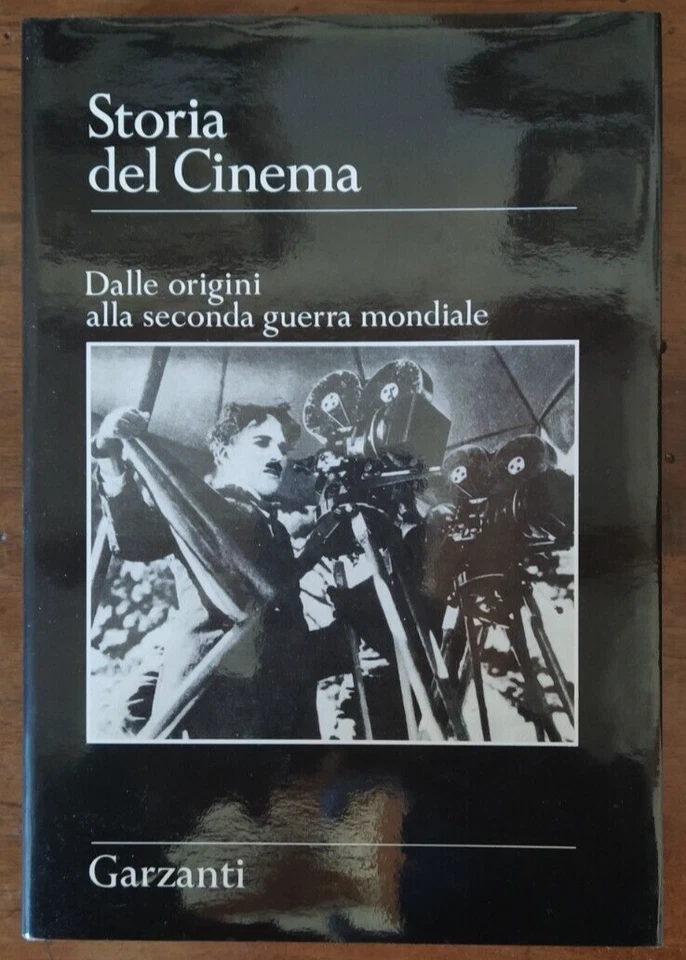 Storia
del Cinema
Dalle origini
alla seconda guerra mondiale
Garzanti